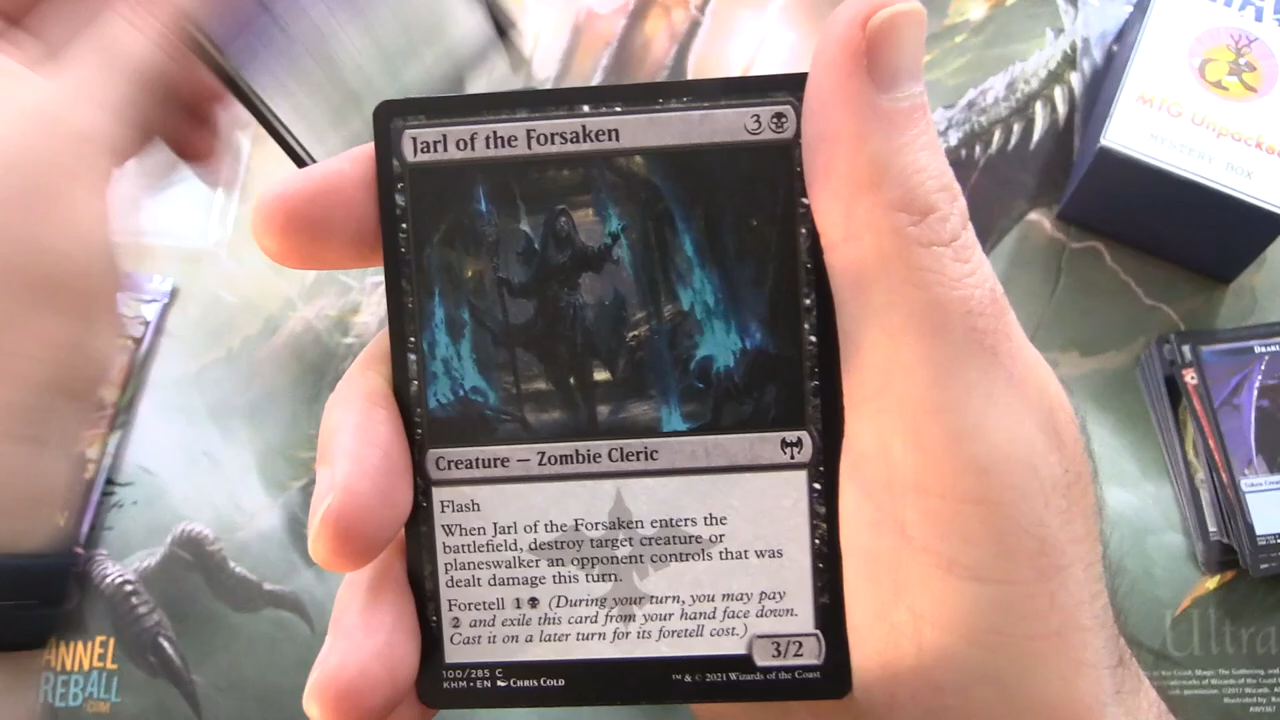 Jarl of the Forsaken
3
Creature — Zombie Cleric
Flash
When Jarl of the Forsaken enters the
battlefield, destroy target creature or
planeswalker an opponent controls that was
dealt damage this turn.
Foretell 1 (During your turn, you may pay
2 and exile this card from your hand face down.
Cast it on a later turn for its foretell cost.)
3/2
100/285 C
KHM • EN CHRIS COLD
™ & © 2021 Wizards of the Coast
MTG Unpacked
MYSTERY BOX
ANNEL
REBALL
.COM
Ultra